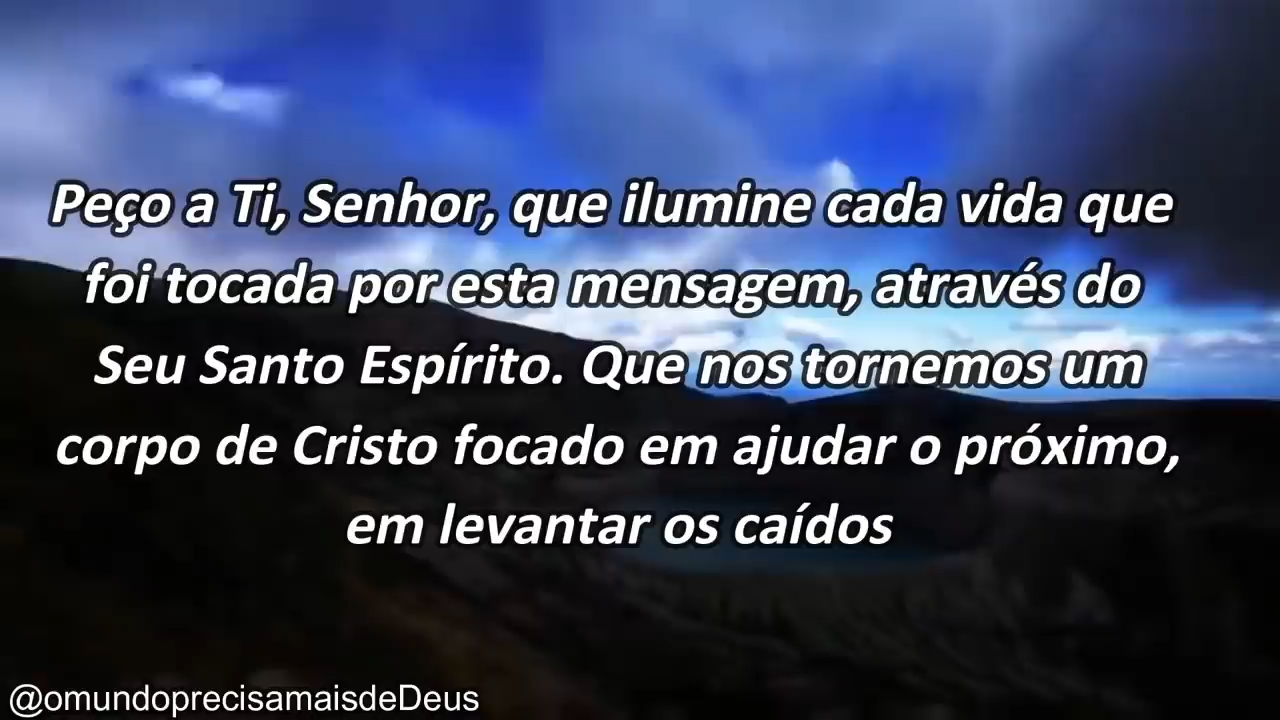 Peço a Ti, Senhor, que ilumine cada vida que
foi tocada por esta mensagem, através do
Seu Santo Espírito. Que nos tornemos um
corpo de Cristo focado em ajudar o próximo,
em levantar os caídos
@omundoprecisamaisdeDeus